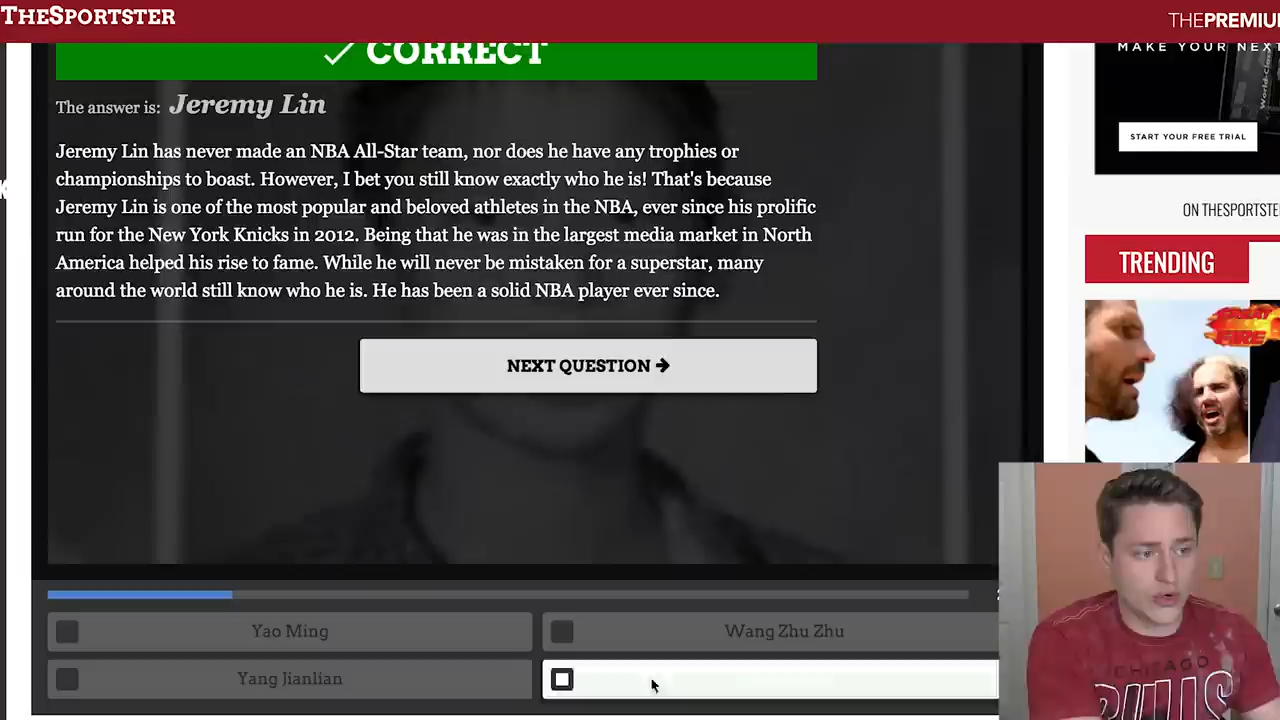 THESPORTSTER
THEPREMIU
MAKE YOUR NEX
CORRECT
The answer is: Jeremy Lin
START YOUR FREE TRIAL
Jeremy Lin has never made an NBA All-Star team, nor does he have any trophies or
championships to boast. However, I bet you still know exactly who he is! That's because
Jeremy Lin is one of the most popular and beloved athletes in the NBA, ever since his prolific
run for the New York Knicks in 2012. Being that he was in the largest media market in North
America helped his rise to fame. While he will never be mistaken for a superstar, many
around the world still know who he is. He has been a solid NBA player ever since.
ON THESPORTSTE
TRENDING
NEXT QUESTION
Yao Ming
Wang Zhu Zhu
Yang Jianlian
CHICAGO
BULLS